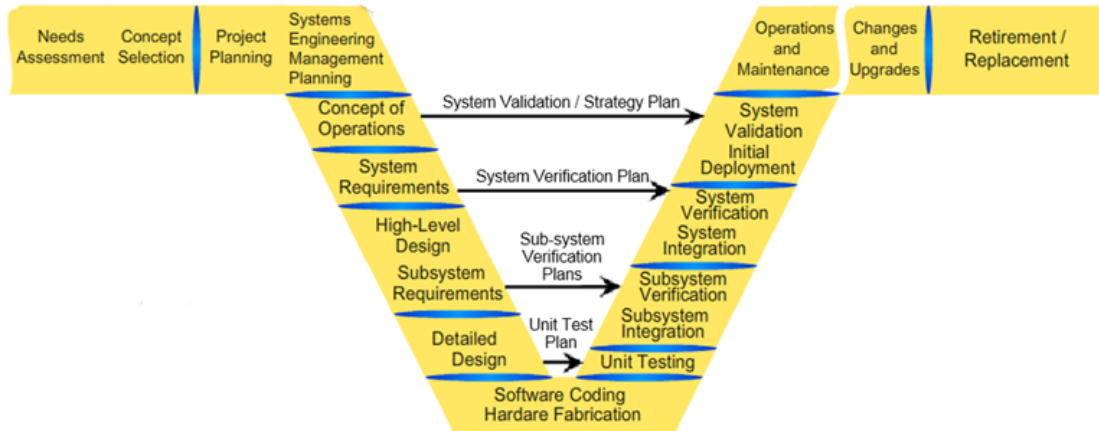 Needs
Assessment
Concept
Selection
Project
Planning
Systems
Engineering
Management
Planning
Operations
and
Maintenance
Changes
and
Upgrades
Retirement /
Replacement
Concept of
Operations
System Validation / Strategy Plan
System
Validation
Initial
Deployment
System
Requirements
System Verification Plan
System
Verification
System
Integration
High-Level
Design
Subsystem
Requirements
Sub-system
Verification
Plans
Subsystem
Verification
Subsystem
Integration
Detailed
Design
Unit Test
Plan
Unit Testing
Software Coding
Hardare Fabrication